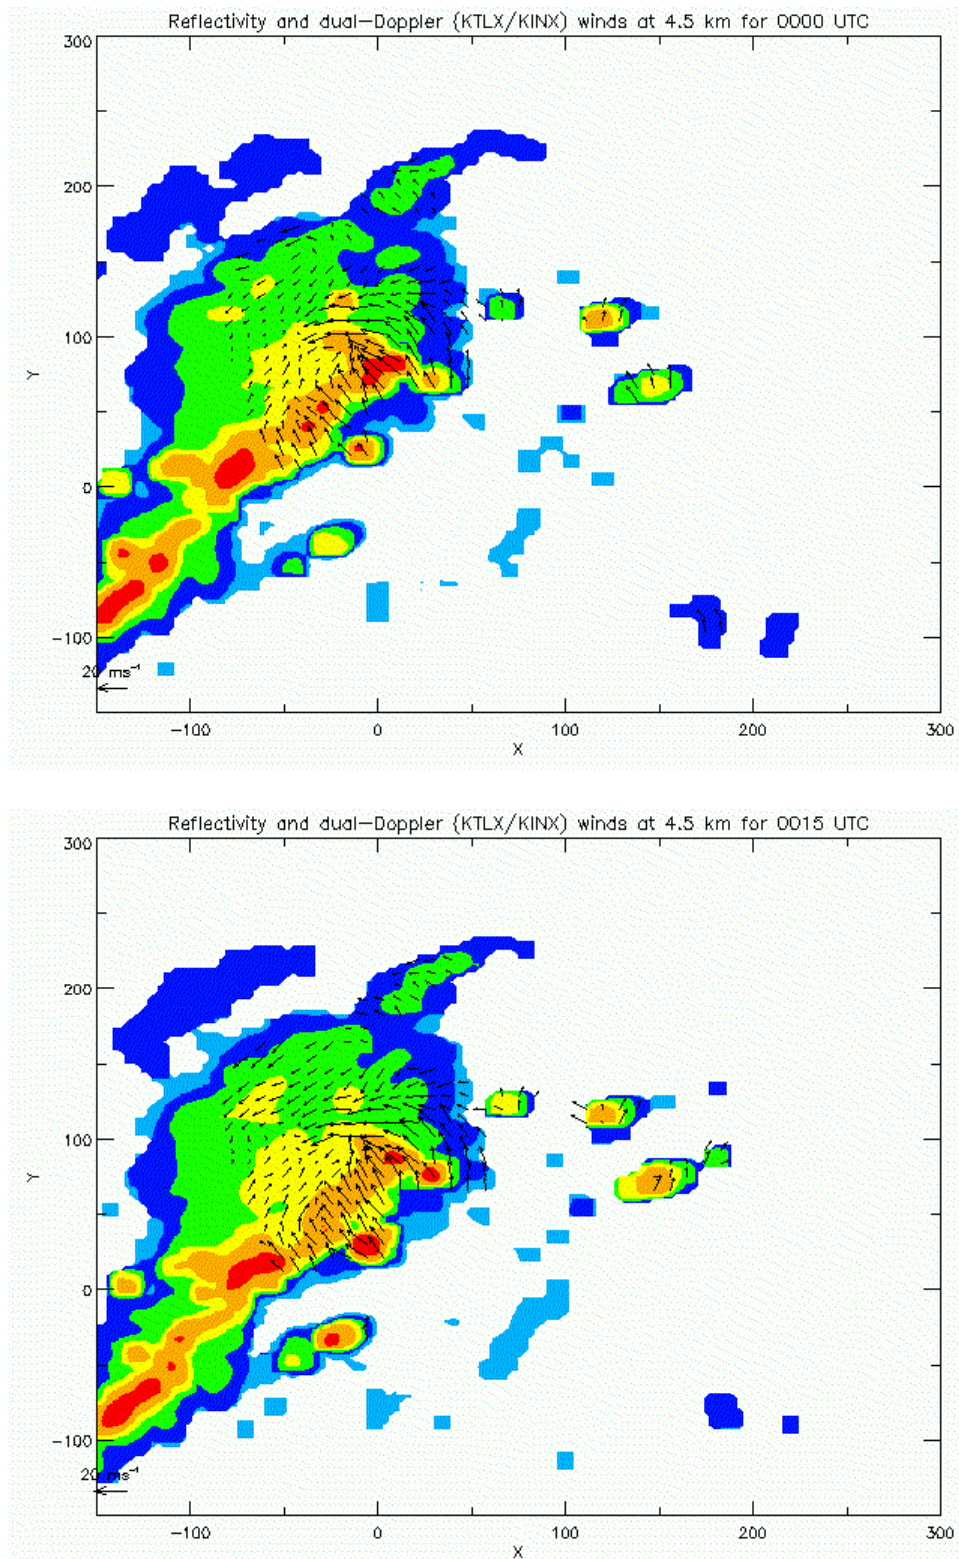 Reflectivity and dual-Doppler (KTLX/KINX) winds at 4.5 km for 0000 UTC
300
200
100
Y
0
-100
20 ms-1
-100 0 100 200 300
X
Reflectivity and dual-Doppler (KTLX/KINX) winds at 4.5 km for 0015 UTC
300
200
100
Y
0
-100
20 ms-1
-100 0 100 200 300
X